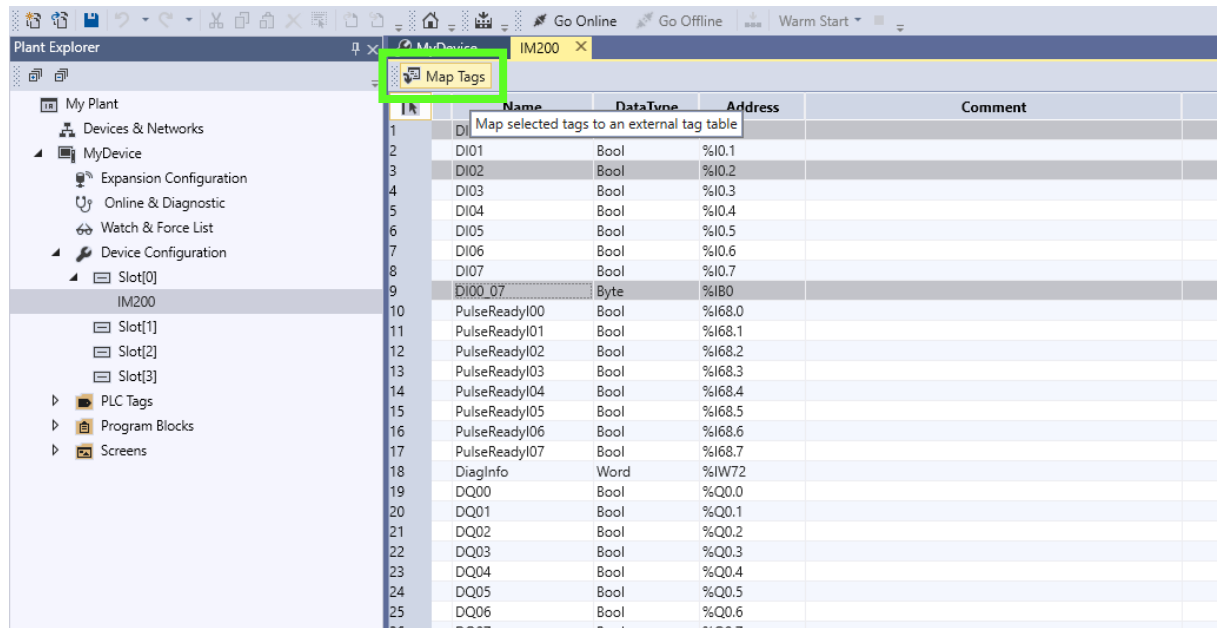 Go Online Go Offline Warm Start
Plant Explorer
MyDevice IM200
Map Tags
Map selected tags to an external tag table
My Plant
Devices & Networks
MyDevice
Expansion Configuration
Online & Diagnostic
Watch & Force List
Device Configuration
Slot[0]
IM200
Slot[1]
Slot[2]
Slot[3]
PLC Tags
Program Blocks
Screens
Name DataType Address Comment
1
2 DI01 Bool %I0.1
3 DI02 Bool %I0.2
4 DI03 Bool %I0.3
5 DI04 Bool %I0.4
6 DI05 Bool %I0.5
7 DI06 Bool %I0.6
8 DI07 Bool %I0.7
9 DI00_07 Byte %IB0
10 PulseReadyI00 Bool %I68.0
11 PulseReadyI01 Bool %I68.1
12 PulseReadyI02 Bool %I68.2
13 PulseReadyI03 Bool %I68.3
14 PulseReadyI04 Bool %I68.4
15 PulseReadyI05 Bool %I68.5
16 PulseReadyI06 Bool %I68.6
17 PulseReadyI07 Bool %I68.7
18 DiagInfo Word %IW72
19 DQ00 Bool %Q0.0
20 DQ01 Bool %Q0.1
21 DQ02 Bool %Q0.2
22 DQ03 Bool %Q0.3
23 DQ04 Bool %Q0.4
24 DQ05 Bool %Q0.5
25 DQ06 Bool %Q0.6